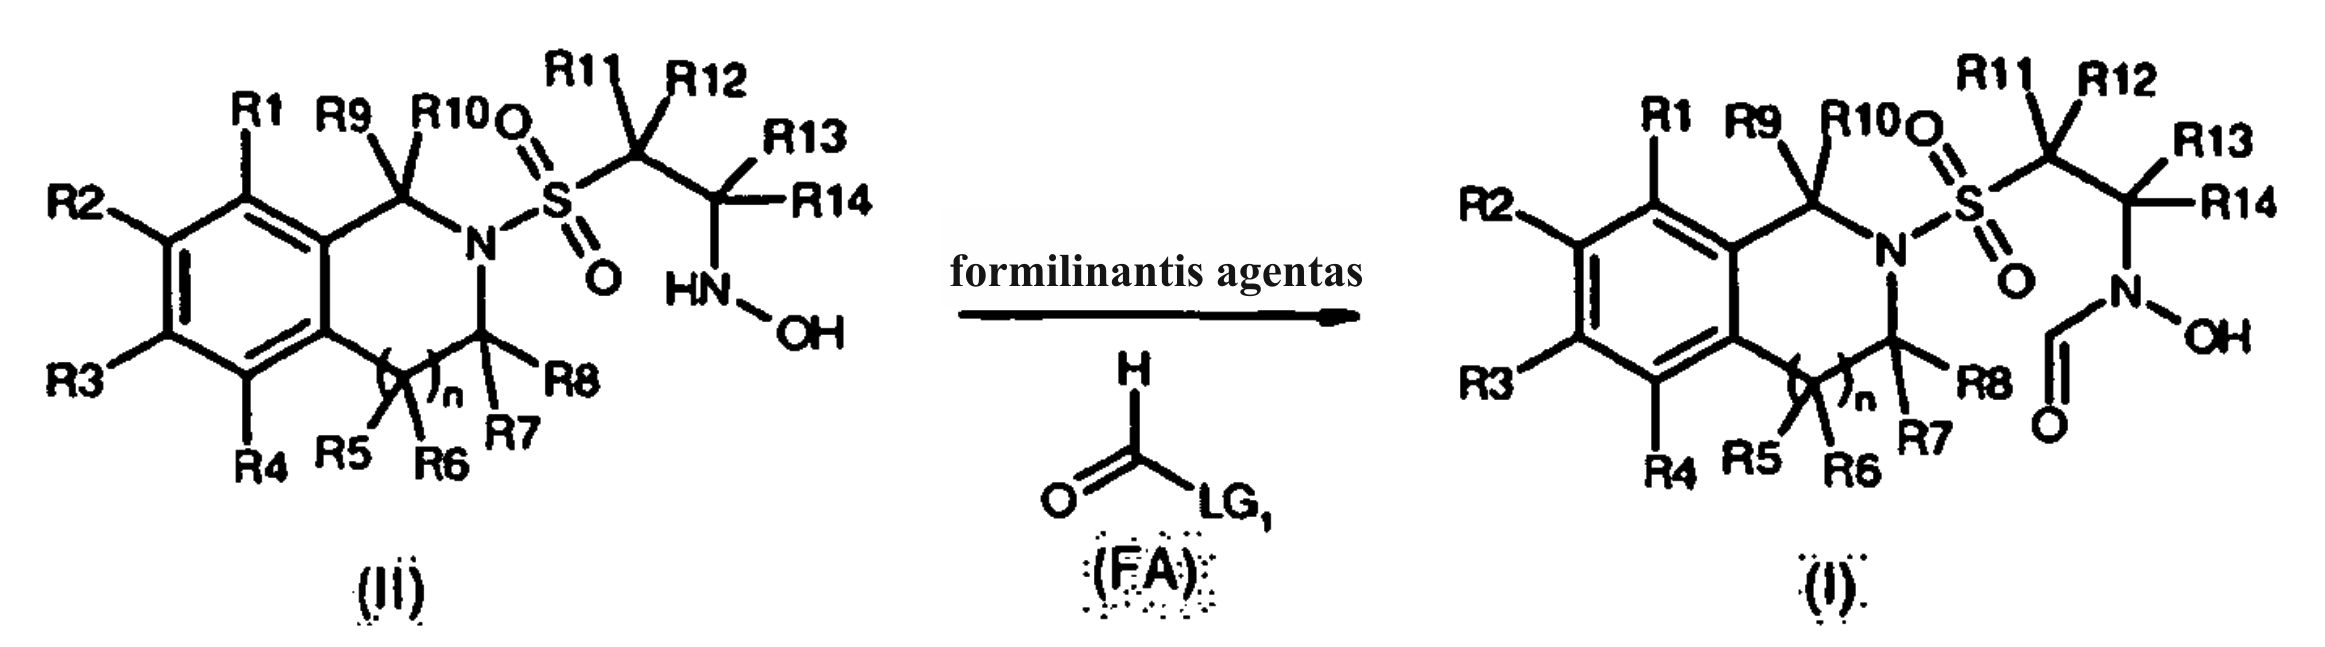 R11 R12
R1 R9 R10 O R13
R2 S R14
N O HN OH
R3 ( )n R8
R4 R5 R6 R7
(II)
formilinantis agentas
H
O LG1
(FA)
R11 R12
R1 R9 R10 O R13
R2 S R14
N O N OH
R3 ( )n R8 O
R4 R5 R6 R7
(I)